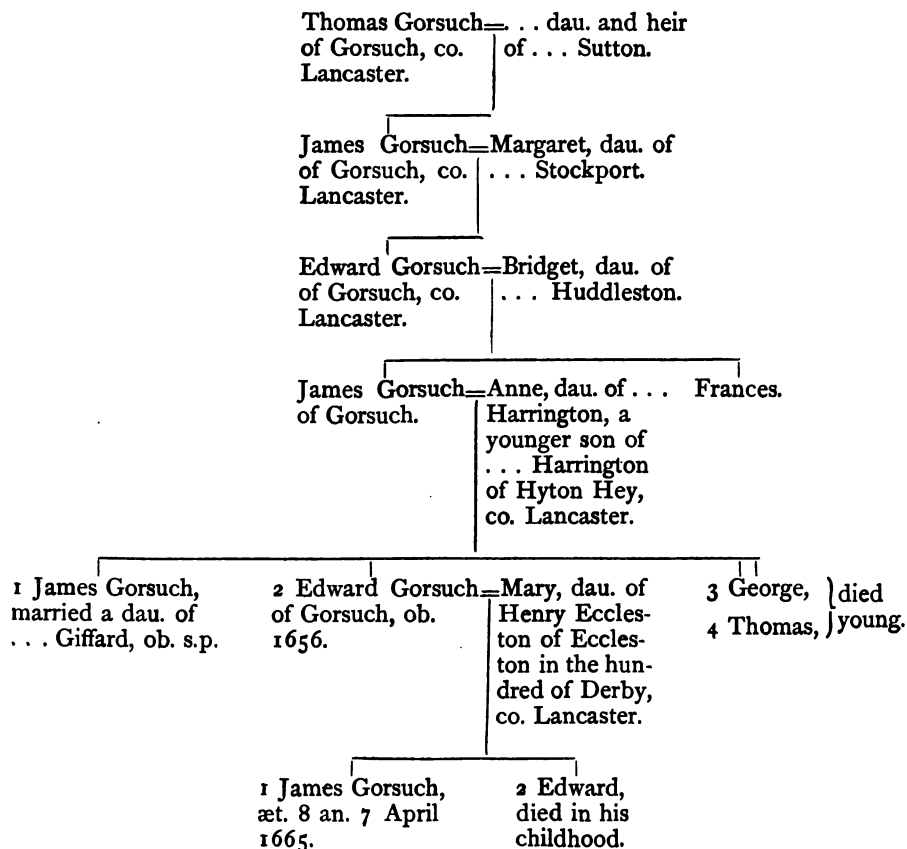 Thomas Gorsuch=. . . dau. and heir
of Gorsuch, co. of . . . Sutton.
Lancaster.
James Gorsuch=Margaret, dau. of
of Gorsuch, co. . . . Stockport.
Lancaster.
Edward Gorsuch=Bridget, dau. of
of Gorsuch, co. . . . Huddleston.
Lancaster.
James Gorsuch=Anne, dau. of . . . Frances.
of Gorsuch. Harrington, a
younger son of
. . . Harrington
of Hyton Hey,
co. Lancaster.
1 James Gorsuch,
married a dau. of
. . . Giffard, ob. s.p.
2 Edward Gorsuch=Mary, dau. of
of Gorsuch, ob. Henry Eccles-
1656. ton of Eccles-
ton in the hun-
dred of Derby,
co. Lancaster.
3 George, } died
4 Thomas, } young.
1 James Gorsuch,
æt. 8 an. 7 April
1665.
2 Edward,
died in his
childhood.